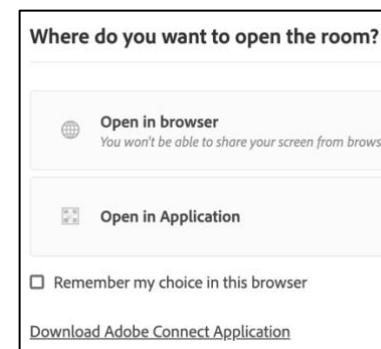 Where do you want to open the room?
Open in browser
You won't be able to share your screen from brows
Open in Application
Remember my choice in this browser
Download Adobe Connect Application